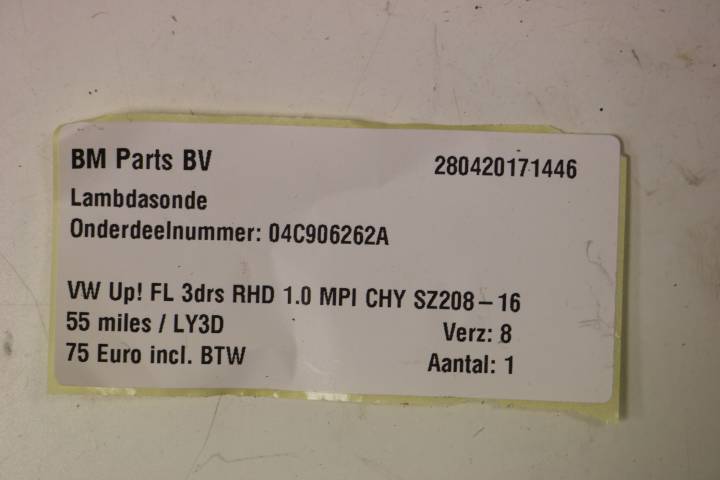 BM Parts BV 280420171446
Lambdasonde
Onderdeelnummer: 04C906262A
VW Up! FL 3drs RHD 1.0 MPI CHY SZ208-16
55 miles / LY3D Verz: 8
75 Euro incl. BTW Aantal: 1